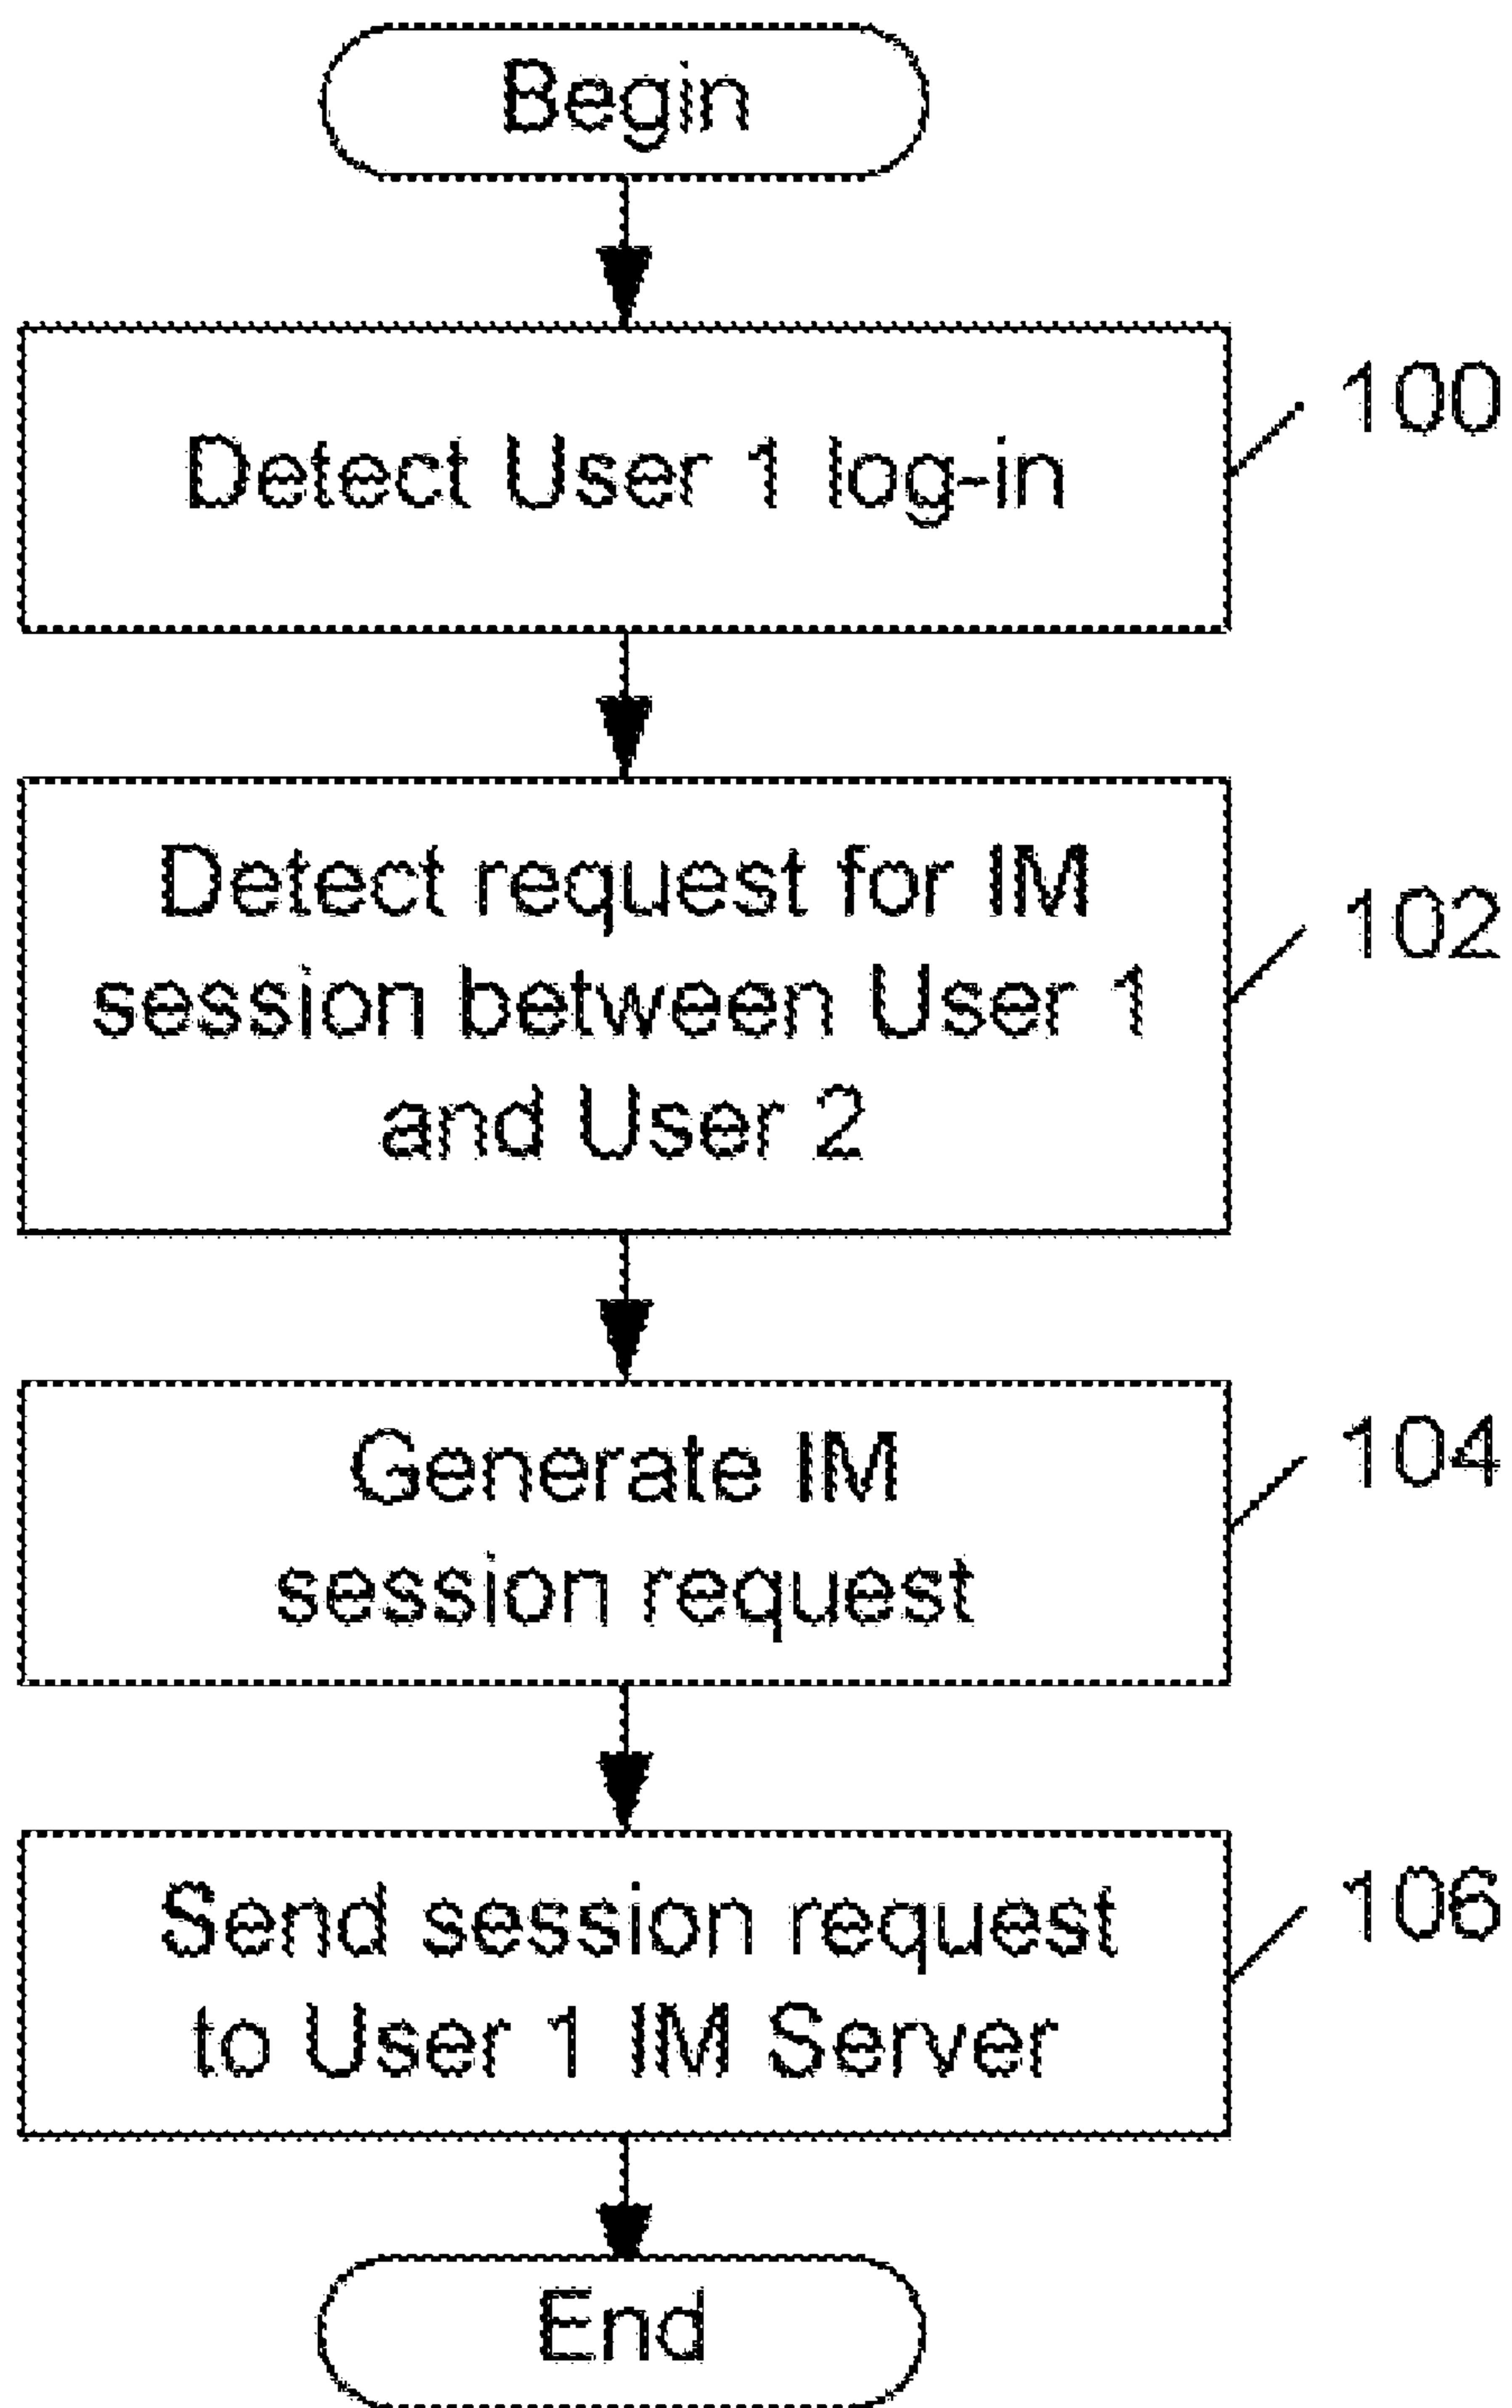 Begin
Detect User 1 log-in
100
Detect request for IM
session between User 1
and User 2
102
Generate IM
session request
104
Send session request
to User 1 IM Server
106
End